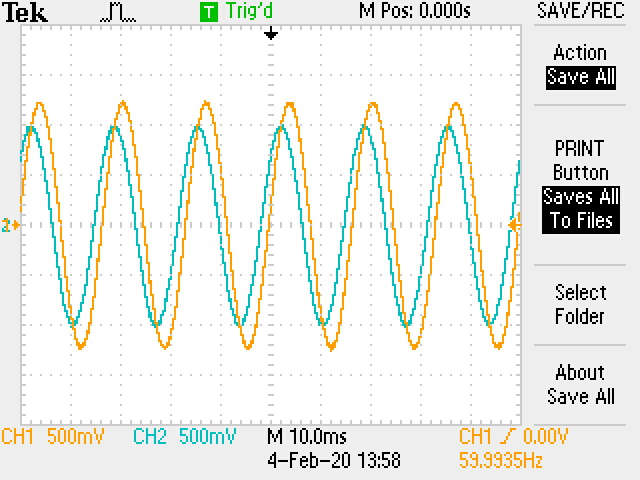 Tek T Trig'd M Pos: 0.000s SAVE/REC
Action
Save All
PRINT
Button
Saves All
To Files
Select
Folder
About
Save All
2
CH1 500mV CH2 500mV M 10.0ms CH1 0.00V
4-Feb-20 13:58 59.9935Hz